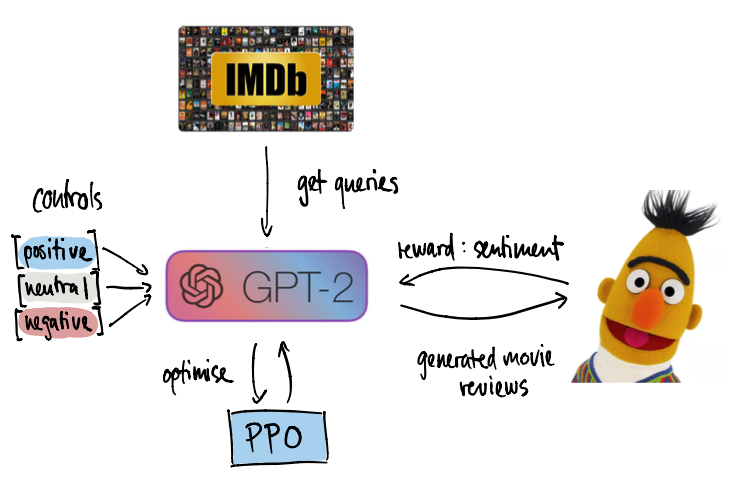 IMDb
get queries
controls
[positive]
[neutral]
[negative]
GPT-2
reward: sentiment
generated movie
reviews
optimise
PPO